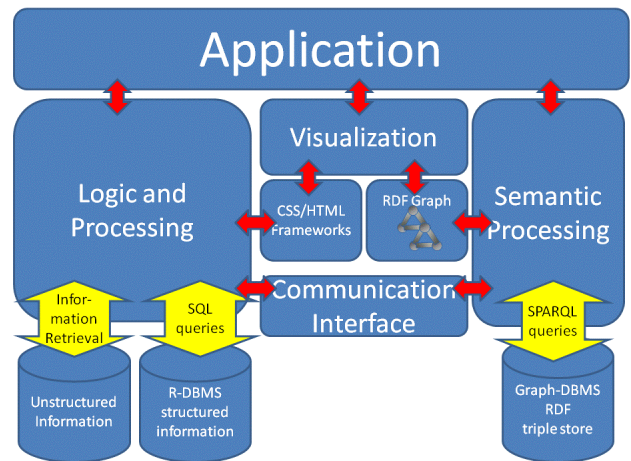 Application
Logic and
Processing
Visualization
CSS/HTML
Frameworks
RDF Graph
Semantic
Processing
Communication
Interface
Infor-
mation
Retrieval
SQL
queries
SPARQL
queries
Unstructured
Information
R-DBMS
structured
information
Graph-DBMS
RDF
triple store